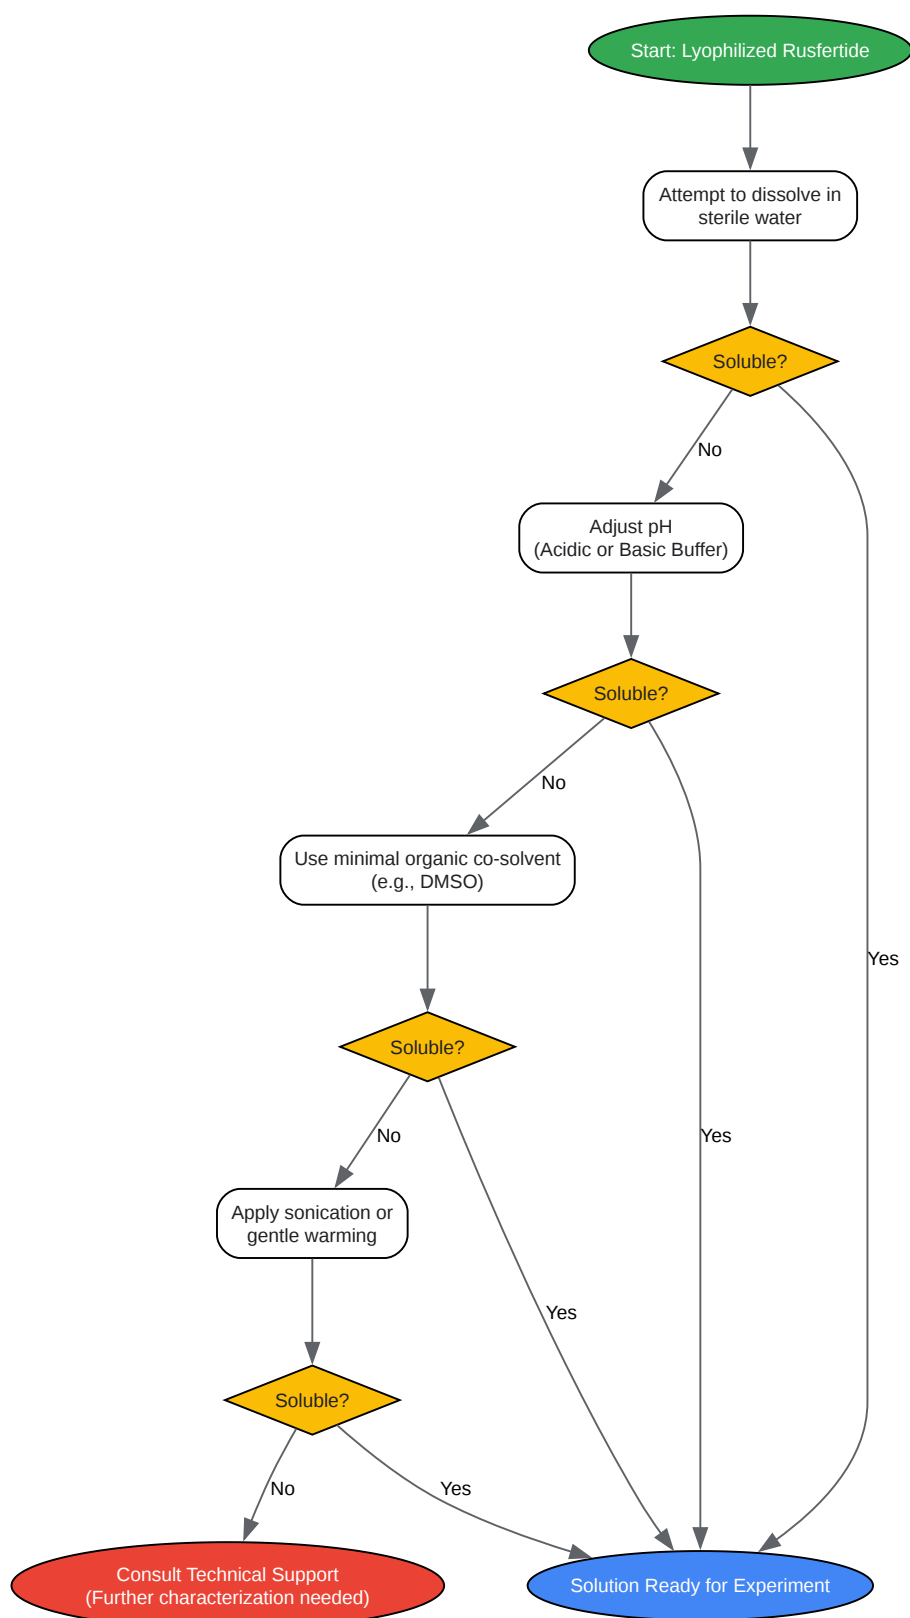 Start: Lyophilized Rusfertide
Attempt to dissolve in
sterile water
Soluble?
No
Adjust pH
(Acidic or Basic Buffer)
Soluble?
No
Use minimal organic co-solvent
(e.g., DMSO)
Yes
Soluble?
No
Yes
Apply sonication or
gentle warming
Yes
Soluble?
No
Yes
Consult Technical Support
(Further characterization needed)
Solution Ready for Experiment